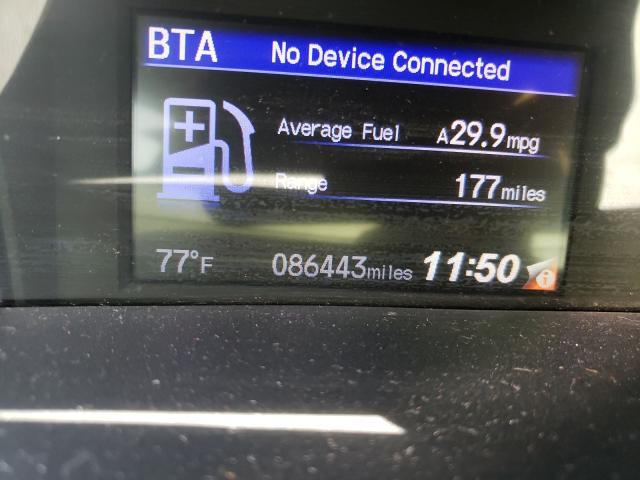 BTA No Device Connected
Average Fuel A29.9mpg
Range 177miles
77°F 086443miles 11:50 i